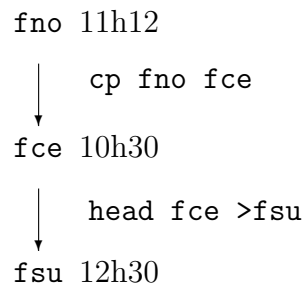 fno 11h12
cp fno fce
fce 10h30
head fce >fsu
fsu 12h30